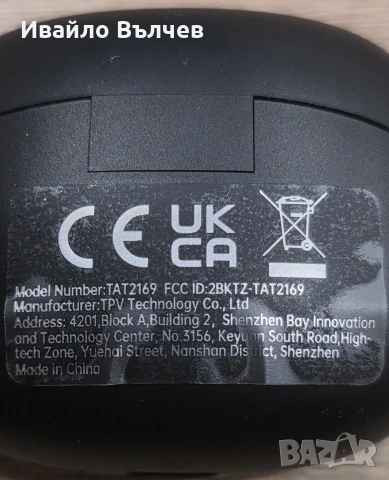 Ивайло Вълчев
CE UK
CA
Model Number:TAT2169 FCC ID:2BKTZ-TAT2169
Manufacturer:TPV Technology Co., Ltd
Address: 4201,Block A,Building 2, Shenzhen Bay Innovation
and Technology Center, No.3156, Keyuan South Road,High-
tech Zone, Yuehai Street, Nanshan District, Shenzhen
Made in China
BAZAR